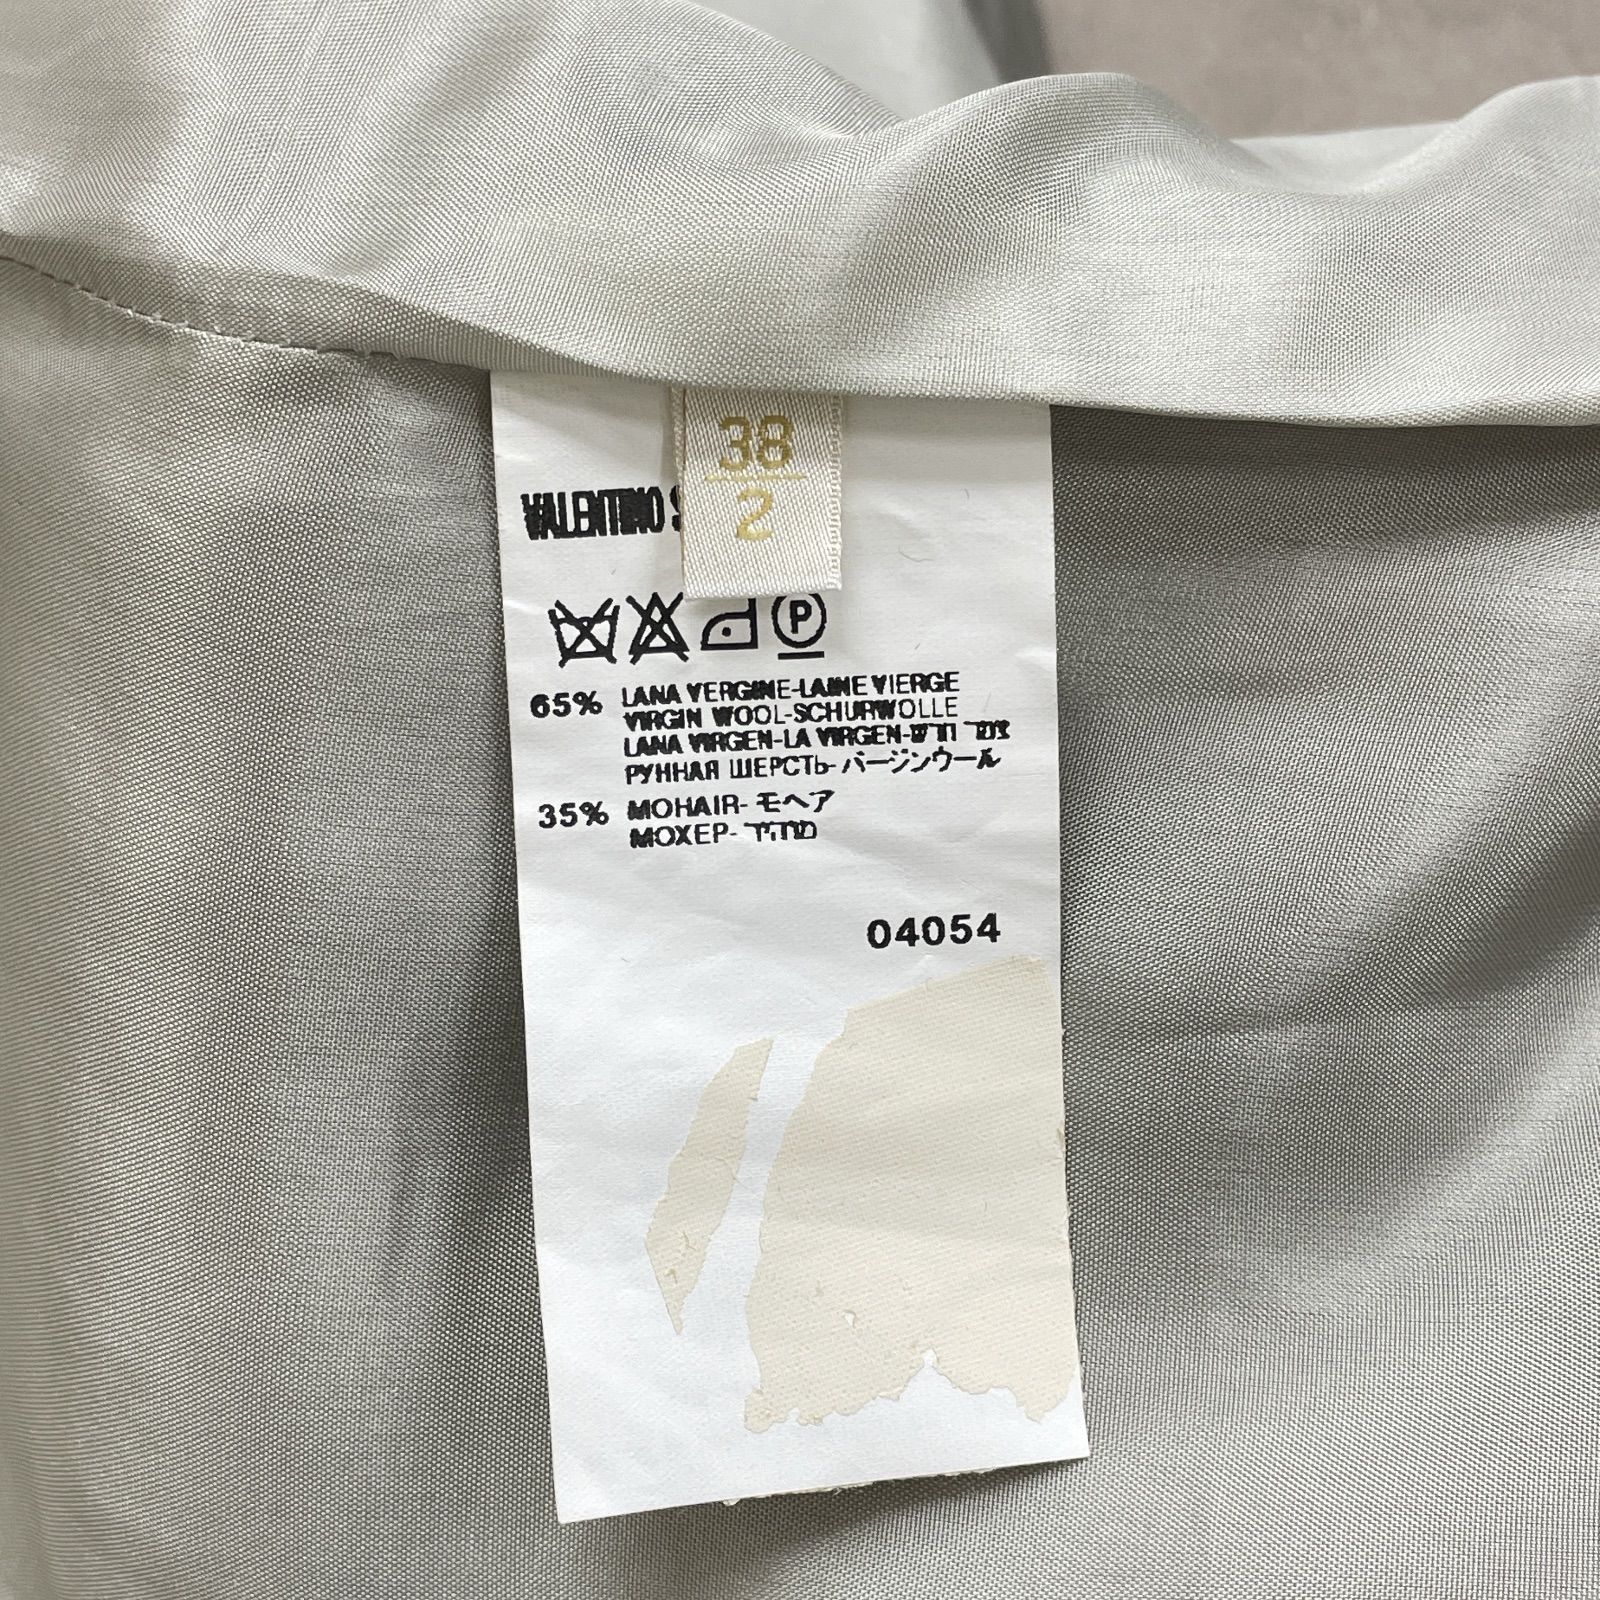 38
2
VALENTINO S
P
65% LANA VERGINE-LAINE VIERGE
VIRGIN WOOL-SCHURWOLLE
LANA VIRGEN-LA VIRGEN-
РУННАЯ ШЕРСТЬ-バージンウール
35% MOHAIR-モヘア
МОХЕР-
04054